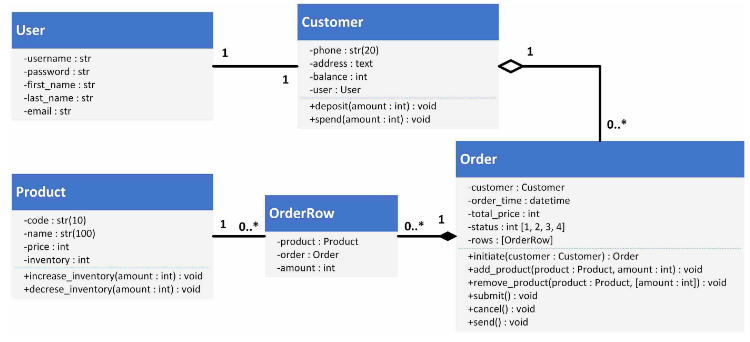 User
-username : str
-password : str
-first_name : str
-last_name : str
-email : str
1
1
Customer
-phone : str(20)
-address : text
-balance : int
-user : User
+deposit(amount : int) : void
+spend(amount : int) : void
1
0..*
Product
-code : str(10)
-name : str(100)
-price : int
-inventory : int
+increase_inventory(amount : int) : void
+decrese_inventory(amount : int) : void
1
0..*
OrderRow
-product : Product
-order : Order
-amount : int
0..*
1
Order
-customer : Customer
-order_time : datetime
-total_price : int
-status : int [1, 2, 3, 4]
-rows : [OrderRow]
+initiate(customer : Customer) : Order
+add_product(product : Product, amount : int) : void
+remove_product(product : Product, [amount : int]) : void
+submit() : void
+cancel() : void
+send() : void